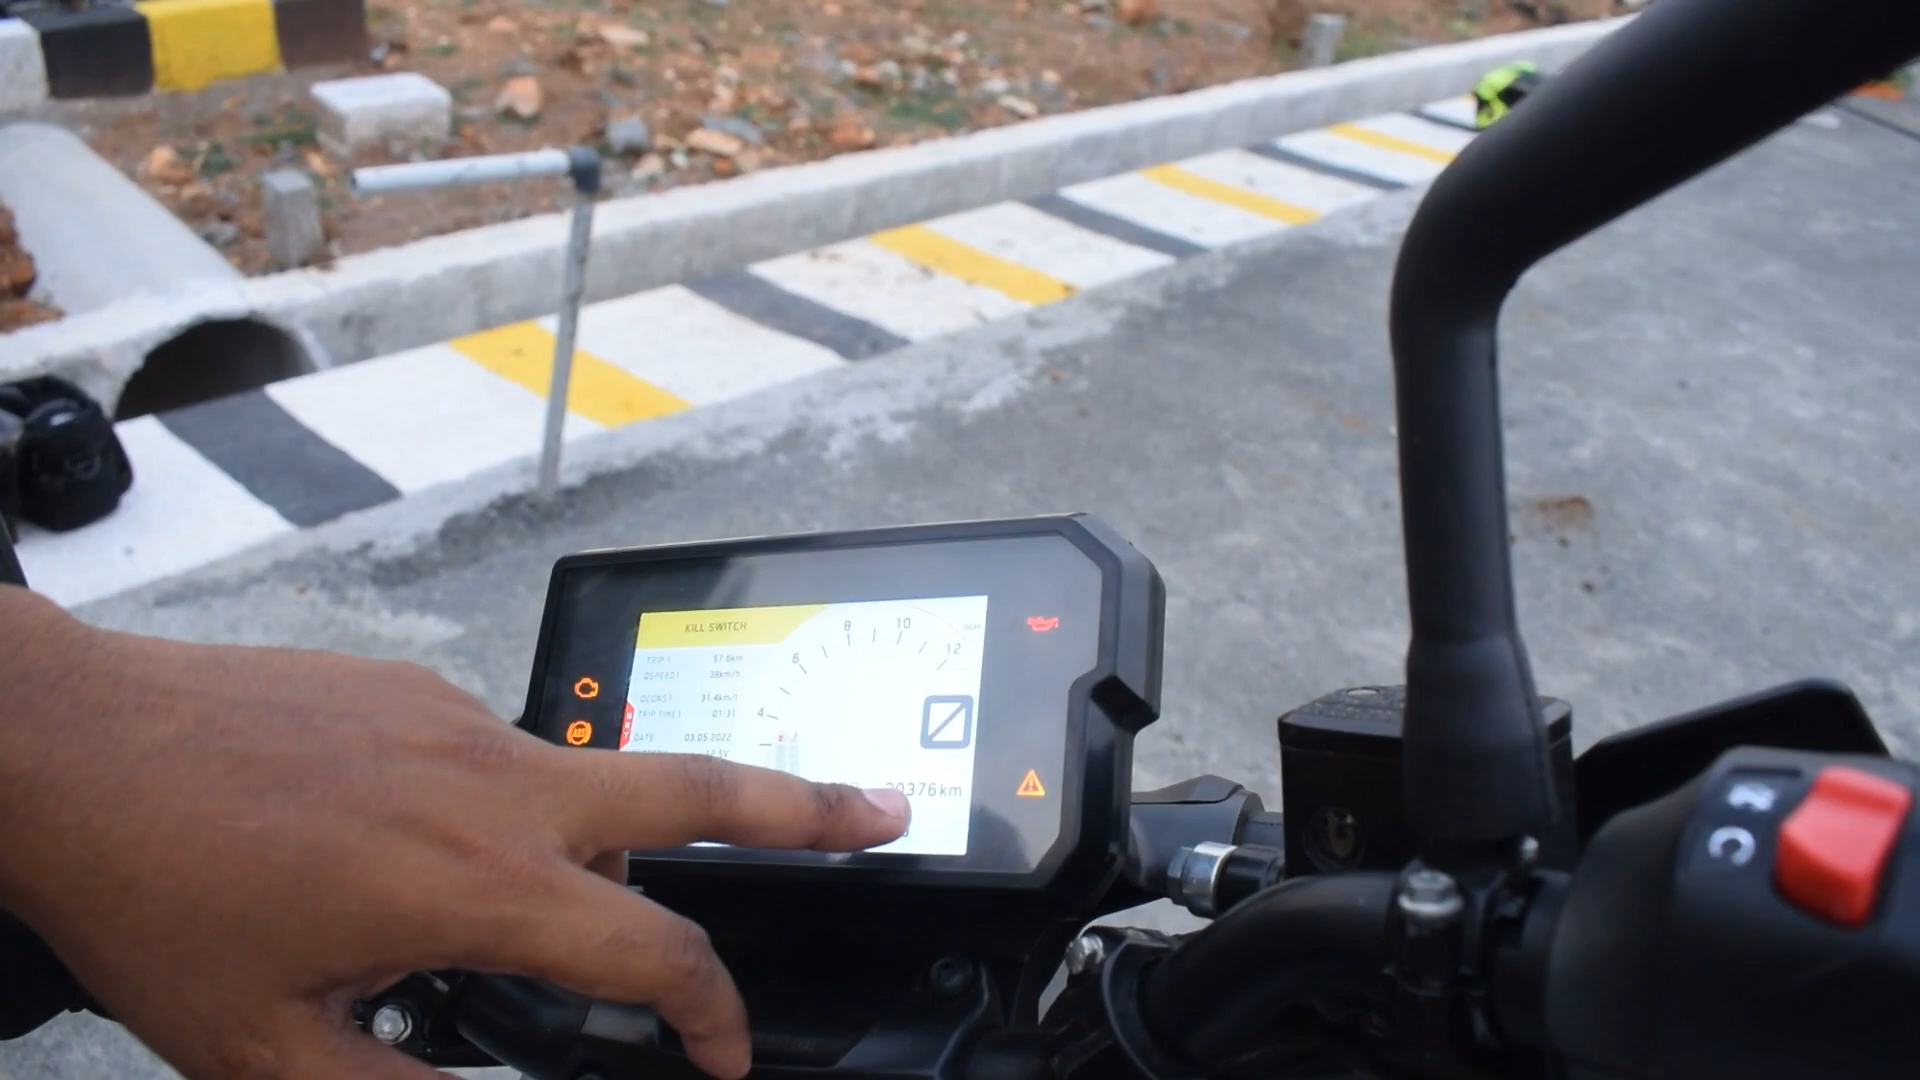 KILL SWITCH
TRIP 1 57.6km
ØSPEED1 38km/h
ØCONS1 31.4km/l
TRIP TIME1 01:31
DATE 03.05.2022
12.5V
4
6
8
10
12
ABS